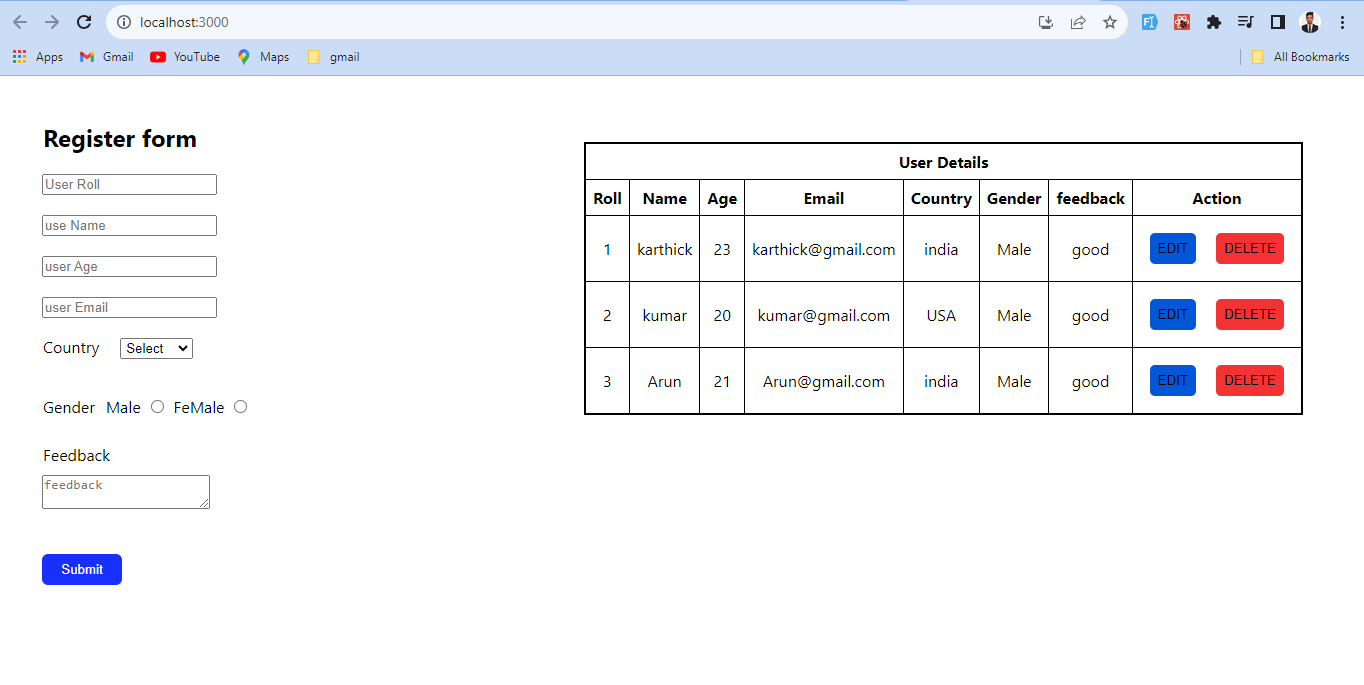 localhost:3000
Apps Gmail YouTube Maps gmail All Bookmarks
Register form
User Roll
use Name
user Age
user Email
Country Select
Gender Male FeMale
Feedback
feedback
Submit
User Details
Roll Name Age Email Country Gender feedback Action
1 karthick 23 karthick@gmail.com india Male good EDIT DELETE
2 kumar 20 kumar@gmail.com USA Male good EDIT DELETE
3 Arun 21 Arun@gmail.com india Male good EDIT DELETE